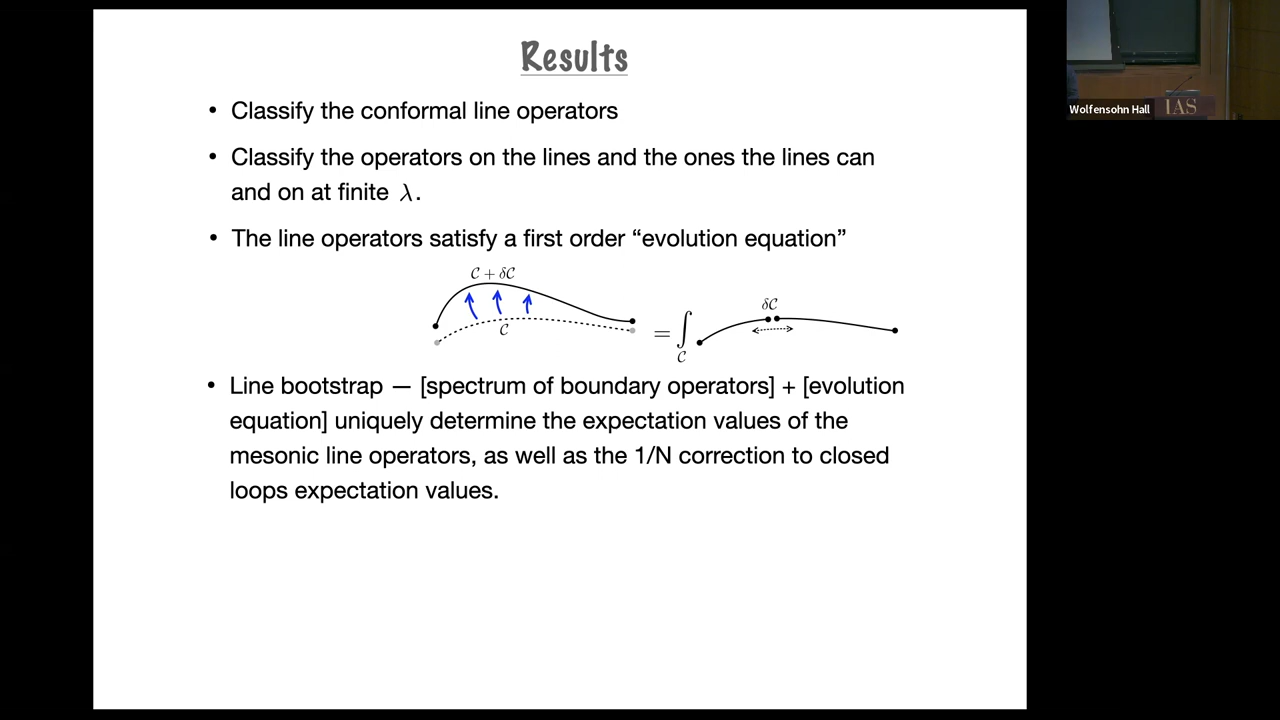 Results
• Classify the conformal line operators
• Classify the operators on the lines and the ones the lines can
and on at finite λ.
• The line operators satisfy a first order “evolution equation”
𝒞 + δ𝒞
𝒞
= ∫
𝒞
δ𝒞
• Line bootstrap — [spectrum of boundary operators] + [evolution
equation] uniquely determine the expectation values of the
mesonic line operators, as well as the 1/N correction to closed
loops expectation values.
Wolfensohn Hall
IAS